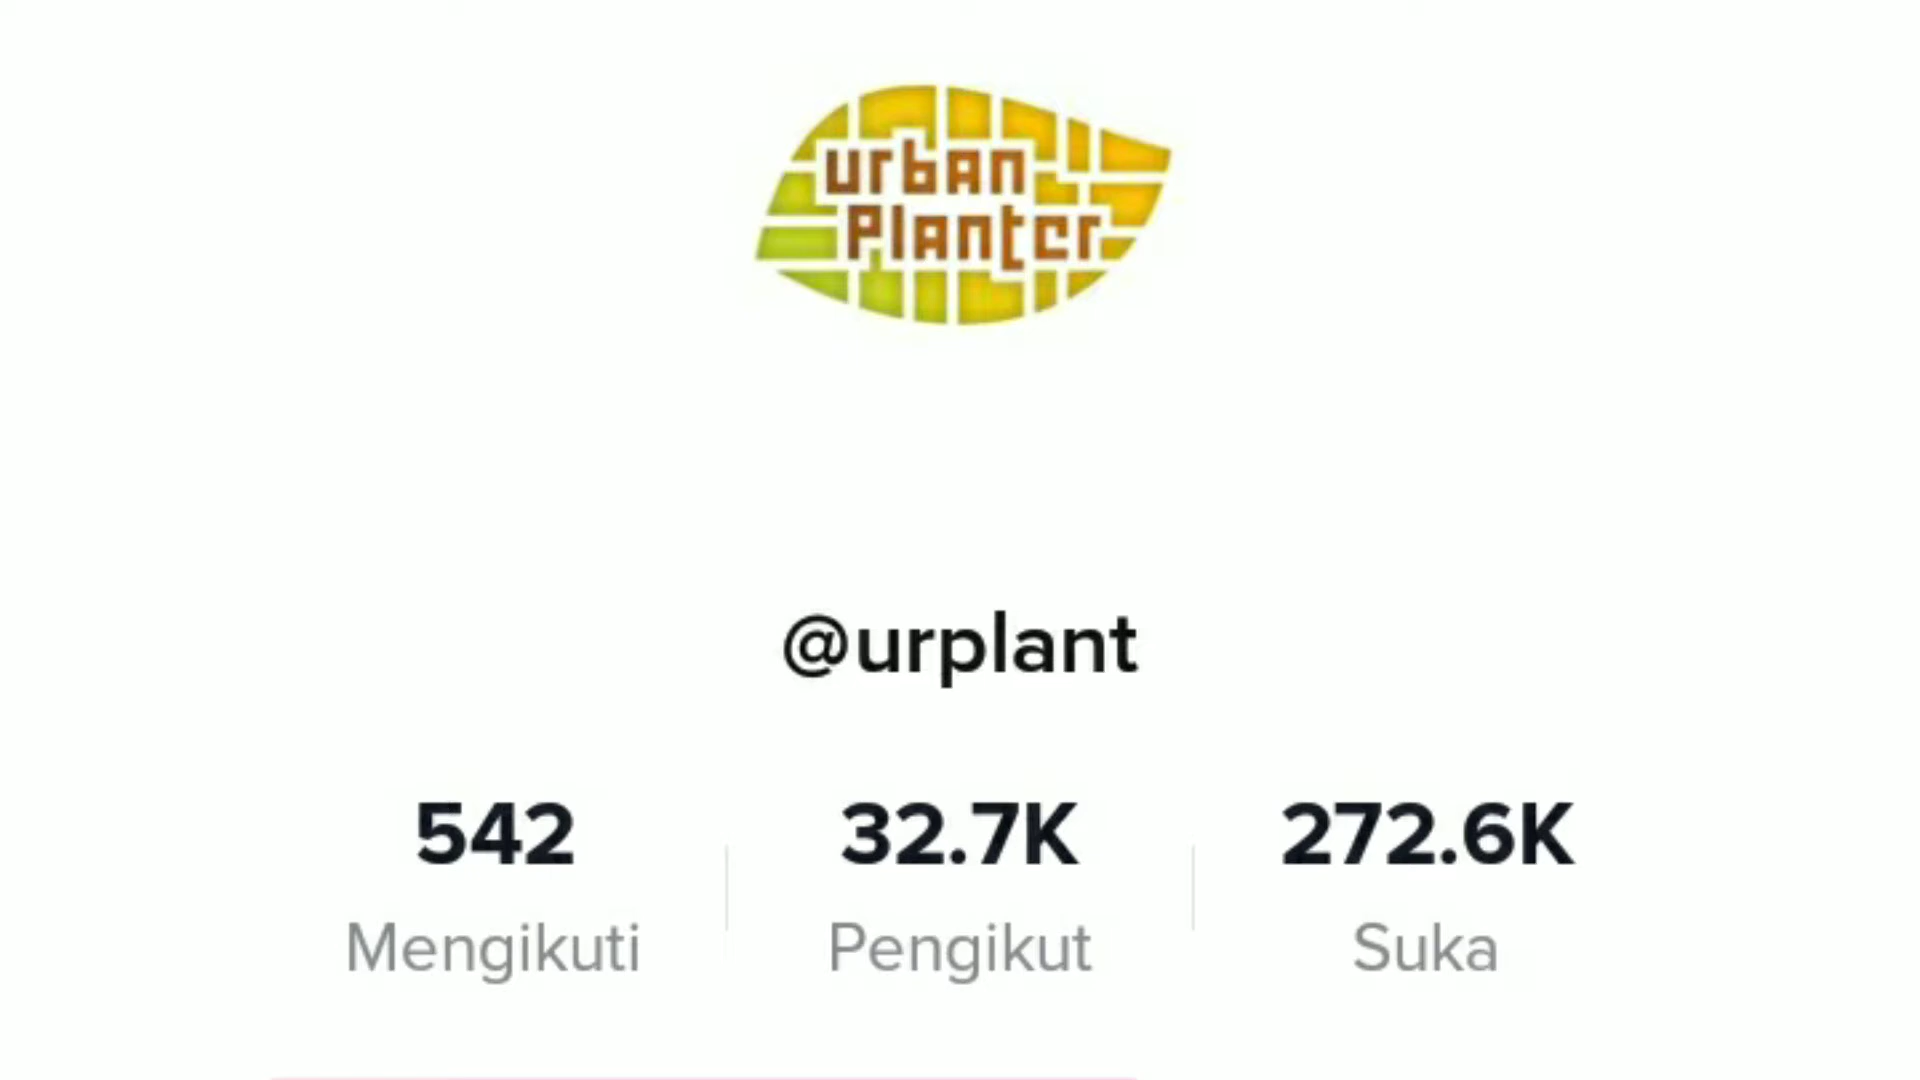 urban
Planter
@urplant
542
32.7K
272.6K
Mengikuti
Pengikut
Suka